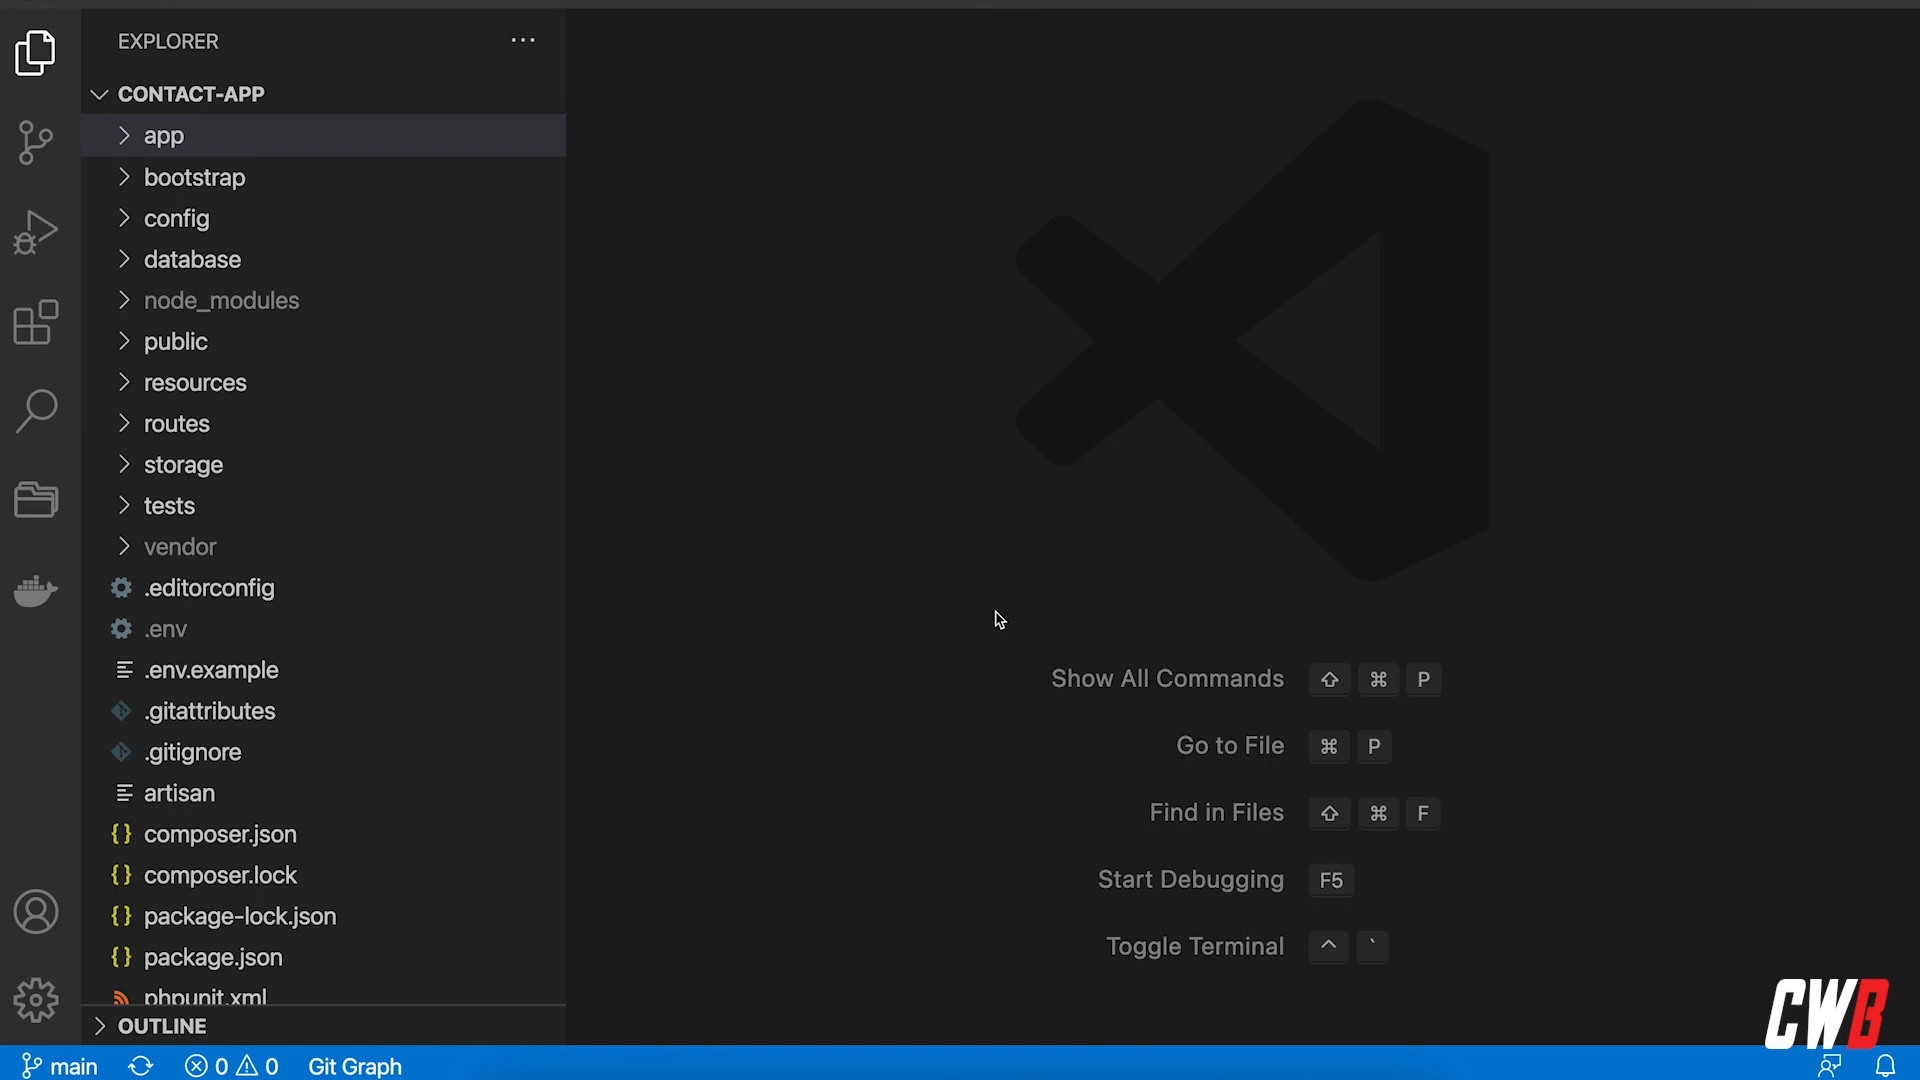 EXPLORER
CONTACT-APP
app
bootstrap
config
database
node_modules
public
resources
routes
storage
tests
vendor
.editorconfig
.env
.env.example
.gitattributes
.gitignore
artisan
composer.json
composer.lock
package-lock.json
package.json
phpunit.xml
OUTLINE
Show All Commands ⇧ ⌘ P
Go to File ⌘ P
Find in Files ⇧ ⌘ F
Start Debugging F5
Toggle Terminal ^ `
CWB
main 0 0 Git Graph